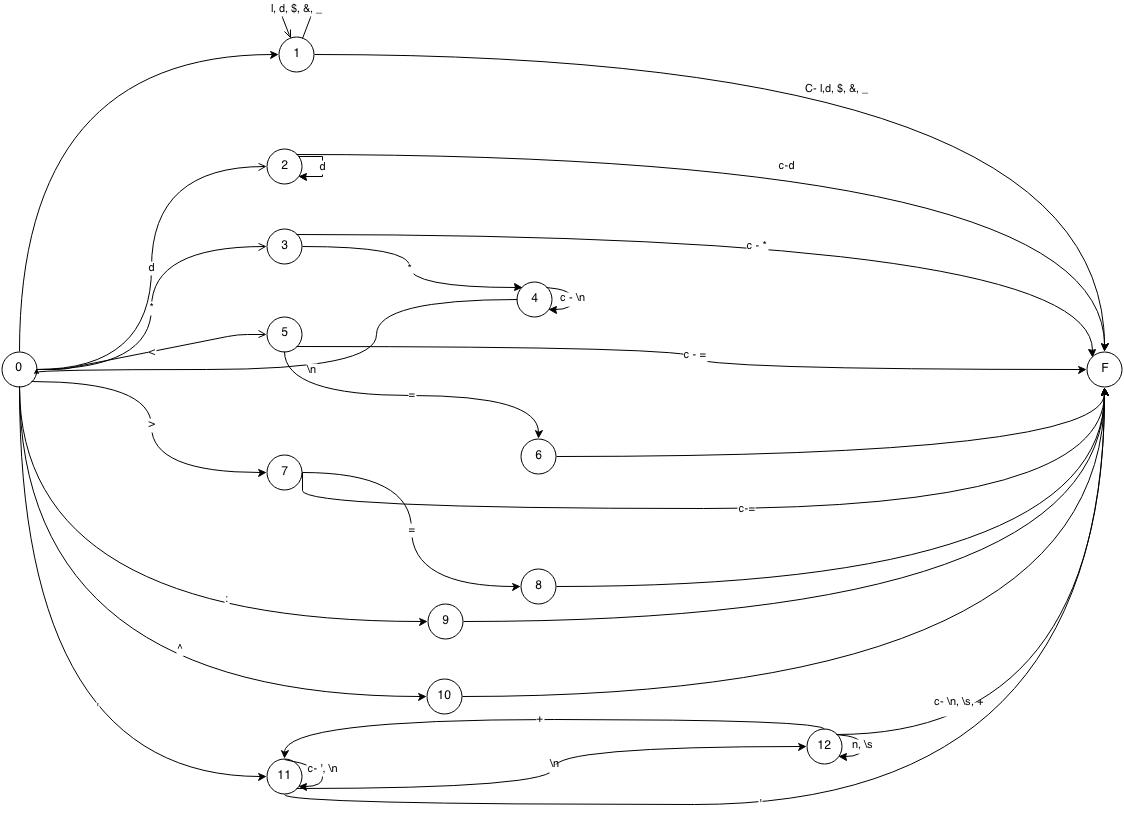 l, d, $, &, _
1
C- l,d, $, &, _
2
d
c-d
d
3
c - *
*
*
4
c - \n
5
<
c - =
0
\n
F
=
>
6
7
c-=
=
8
:
9
^
10
'
c- \n, \s, +
+
12
n, \s
\n
11
c- ', \n
'